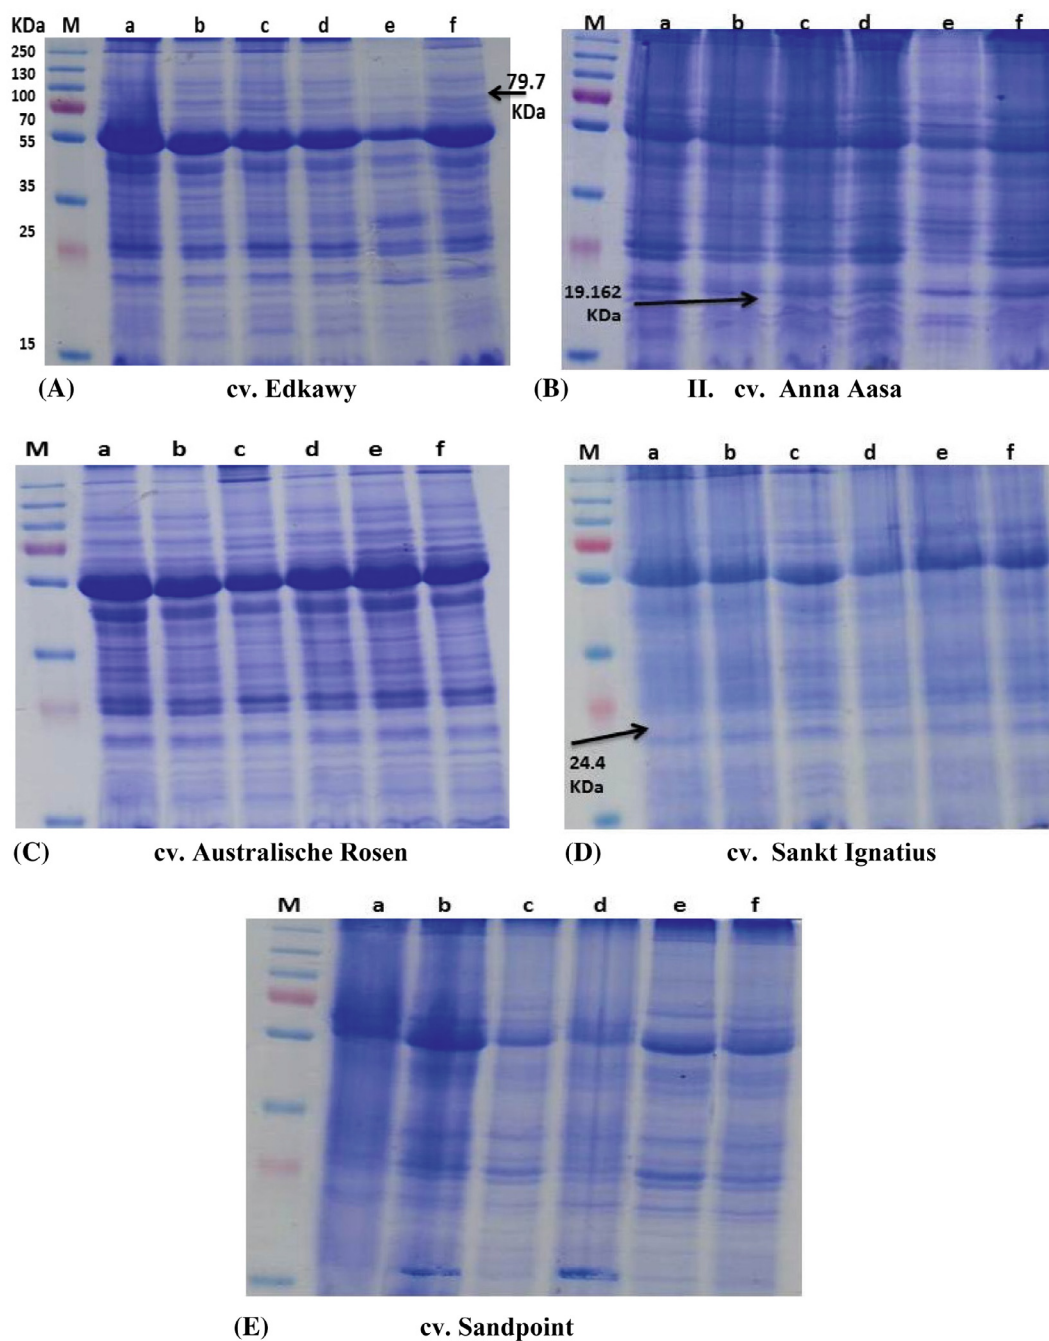 KDa M a b c d e f
250
130
100
70
55
35
25
15
79.7
KDa
(A) cv. Edkawy
M a b c d e f
19.162
KDa
(B) II. cv. Anna Aasa
M a b c d e f
(C) cv. Australische Rosen
M a b c d e f
24.4
KDa
(D) cv. Sankt Ignatius
M a b c d e f
(E) cv. Sandpoint